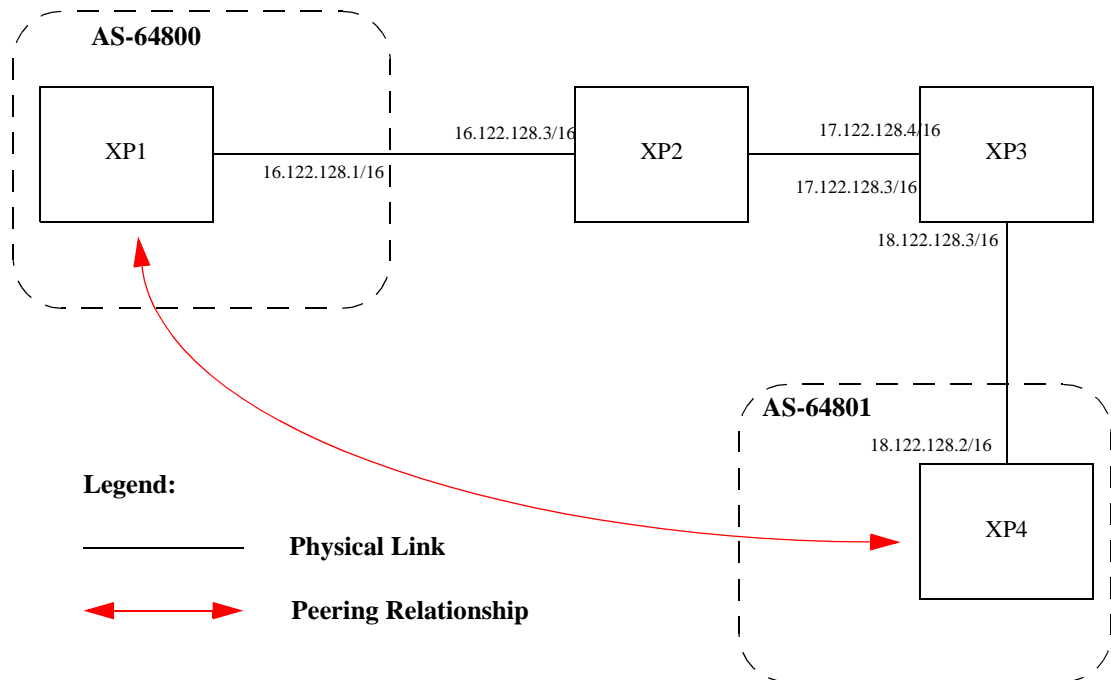 AS-64800
XP1
XP2
XP3
16.122.128.3/16
17.122.128.4/16
16.122.128.1/16
17.122.128.3/16
18.122.128.3/16
AS-64801
18.122.128.2/16
XP4
Legend:
Physical Link
Peering Relationship